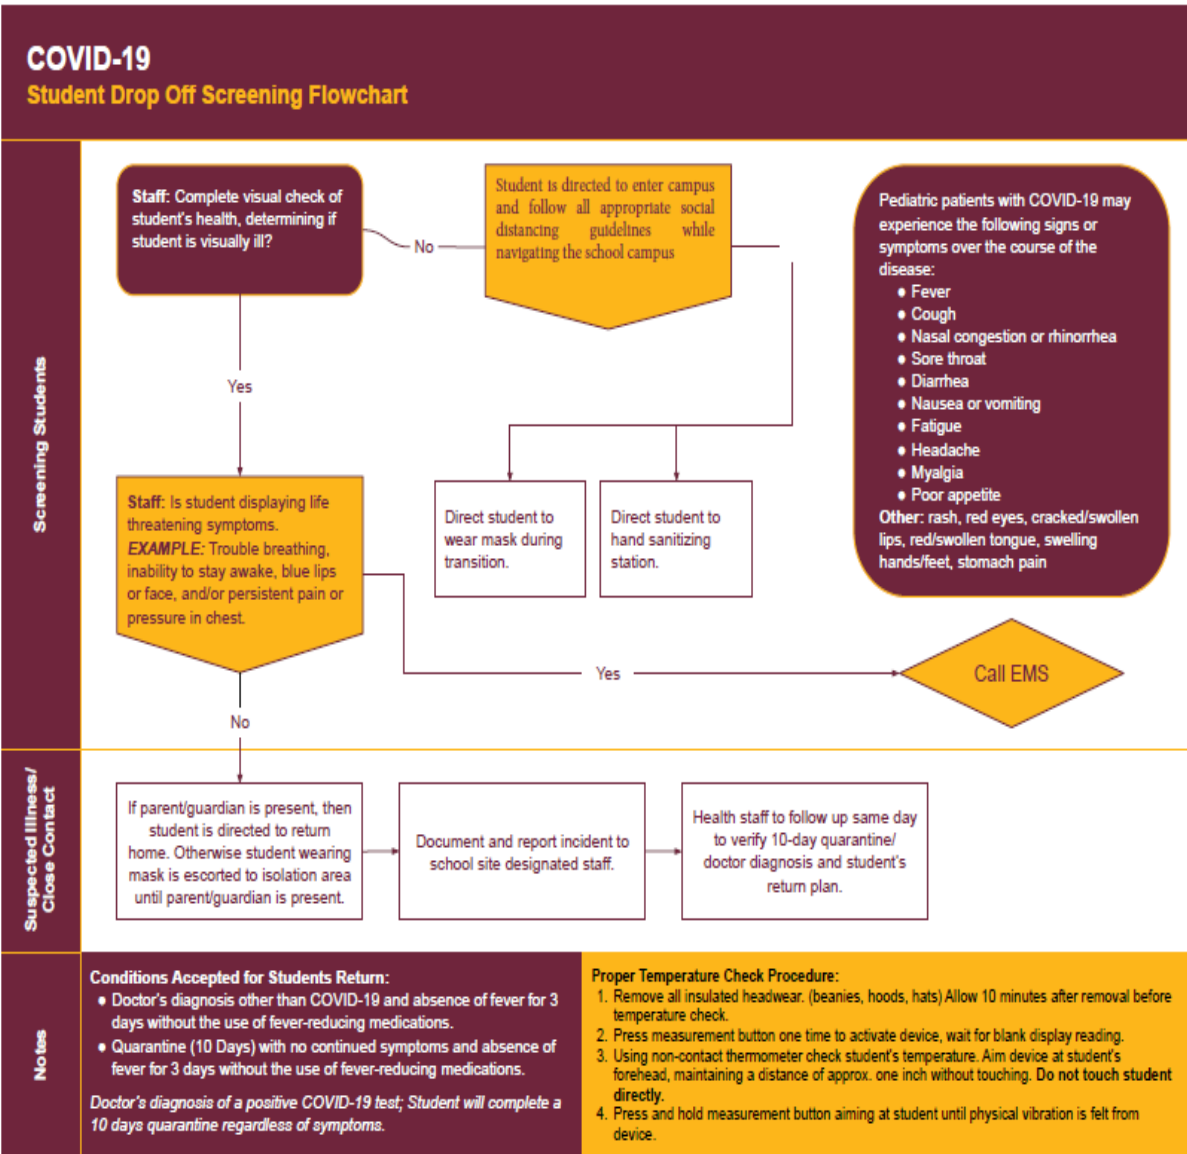 COVID-19
Student Drop Off Screening Flowchart
Screening Students
Staff: Complete visual check of
student's health, determining if
student is visually ill?
No
Student is directed to enter campus
and follow all appropriate social
distancing guidelines while
navigating the school campus
Pediatric patients with COVID-19 may
experience the following signs or
symptoms over the course of the
disease:
● Fever
● Cough
● Nasal congestion or rhinorrhea
● Sore throat
● Diarrhea
● Nausea or vomiting
● Fatigue
● Headache
● Myalgia
● Poor appetite
Other: rash, red eyes, cracked/swollen
lips, red/swollen tongue, swelling
hands/feet, stomach pain
Yes
Staff: Is student displaying life
threatening symptoms.
EXAMPLE: Trouble breathing,
inability to stay awake, blue lips
or face, and/or persistent pain or
pressure in chest.
Direct student to
wear mask during
transition.
Direct student to
hand sanitizing
station.
Yes
Call EMS
No
Suspected Illness/
Close Contact
If parent/guardian is present, then
student is directed to return
home. Otherwise student wearing
mask is escorted to isolation area
until parent/guardian is present.
Document and report incident to
school site designated staff.
Health staff to follow up same day
to verify 10-day quarantine/
doctor diagnosis and student's
return plan.
Notes
Conditions Accepted for Students Return:
● Doctor's diagnosis other than COVID-19 and absence of fever for 3
days without the use of fever-reducing medications.
● Quarantine (10 Days) with no continued symptoms and absence of
fever for 3 days without the use of fever-reducing medications.
Doctor's diagnosis of a positive COVID-19 test; Student will complete a
10 days quarantine regardless of symptoms.
Proper Temperature Check Procedure:
1. Remove all insulated headwear. (beanies, hoods, hats) Allow 10 minutes after removal before
temperature check.
2. Press measurement button one time to activate device, wait for blank display reading.
3. Using non-contact thermometer check student's temperature. Aim device at student's
forehead, maintaining a distance of approx. one inch without touching. Do not touch student
directly.
4. Press and hold measurement button aiming at student until physical vibration is felt from
device.